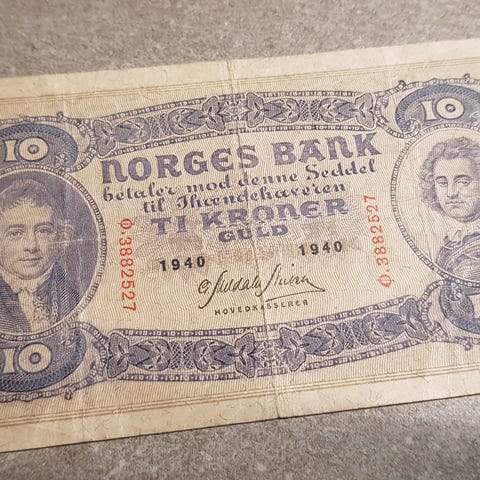 10
10
NORGES BANK
betaler mod denne Seddel
til Ihændehaveren
TI KRONER
GULD
1940
1940
Φ.3882527
Φ.3882527
HOVEDKASSERER
10
10